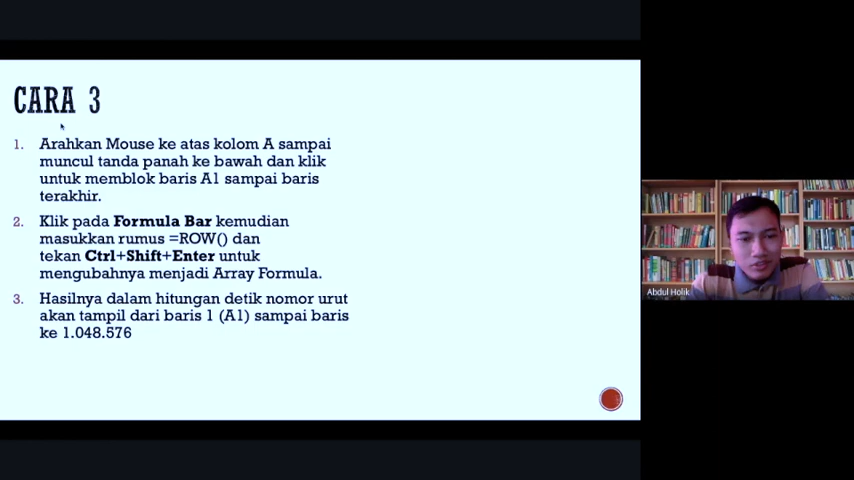 CARA 3
1. Arahkan Mouse ke atas kolom A sampai
muncul tanda panah ke bawah dan klik
untuk memblok baris A1 sampai baris
terakhir.
2. Klik pada Formula Bar kemudian
masukkan rumus =ROW() dan
tekan Ctrl+Shift+Enter untuk
mengubahnya menjadi Array Formula.
3. Hasilnya dalam hitungan detik nomor urut
akan tampil dari baris 1 (A1) sampai baris
ke 1.048.576
Abdul Holik